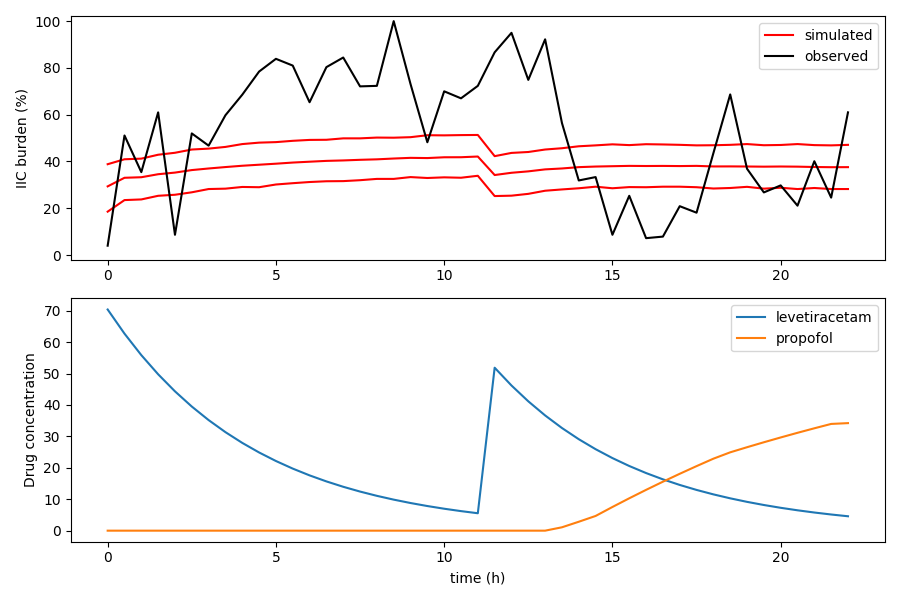 100
80
60
40
20
0
IIC burden (%)
simulated
observed
0 5 10 15 20
70
60
50
40
30
20
10
0
Drug concentration
levetiracetam
propofol
0 5 10 15 20
time (h)